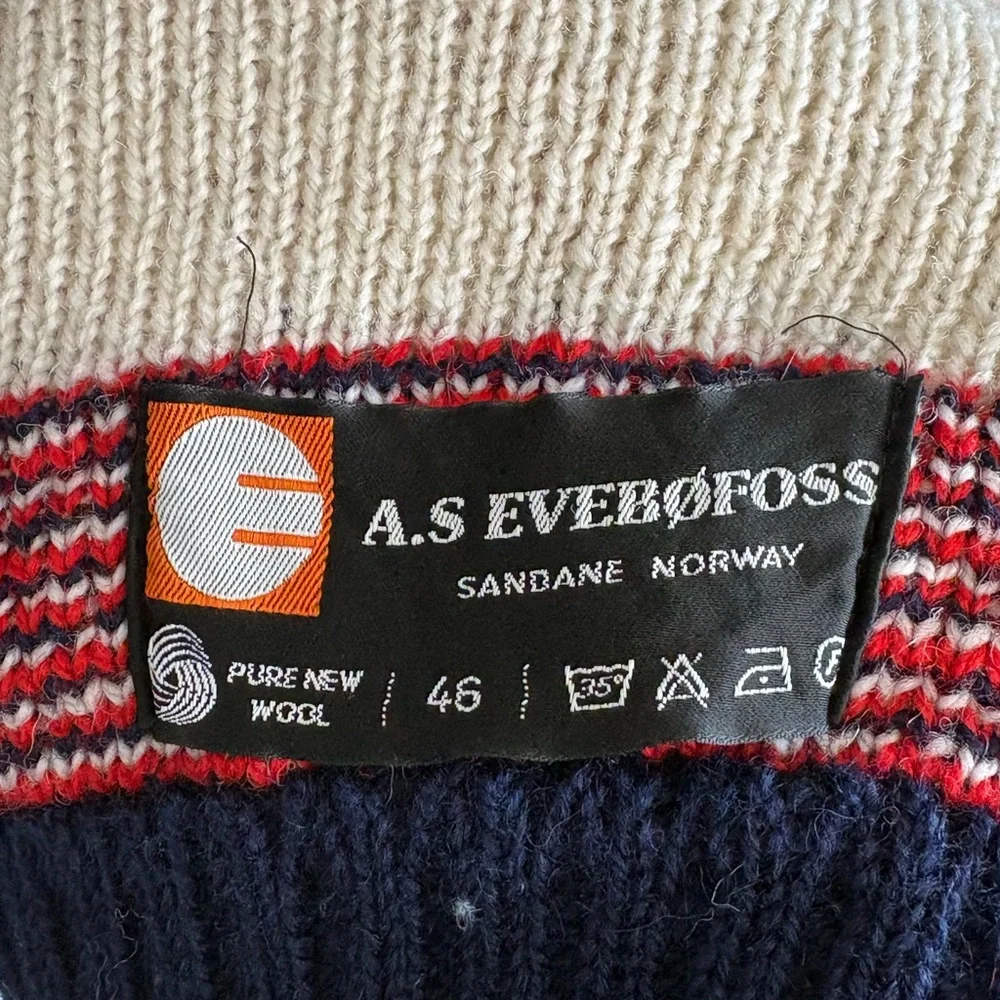 A.S EVEBØFOSS
SANDANE NORWAY
PURE NEW
WOOL
46
35°
P